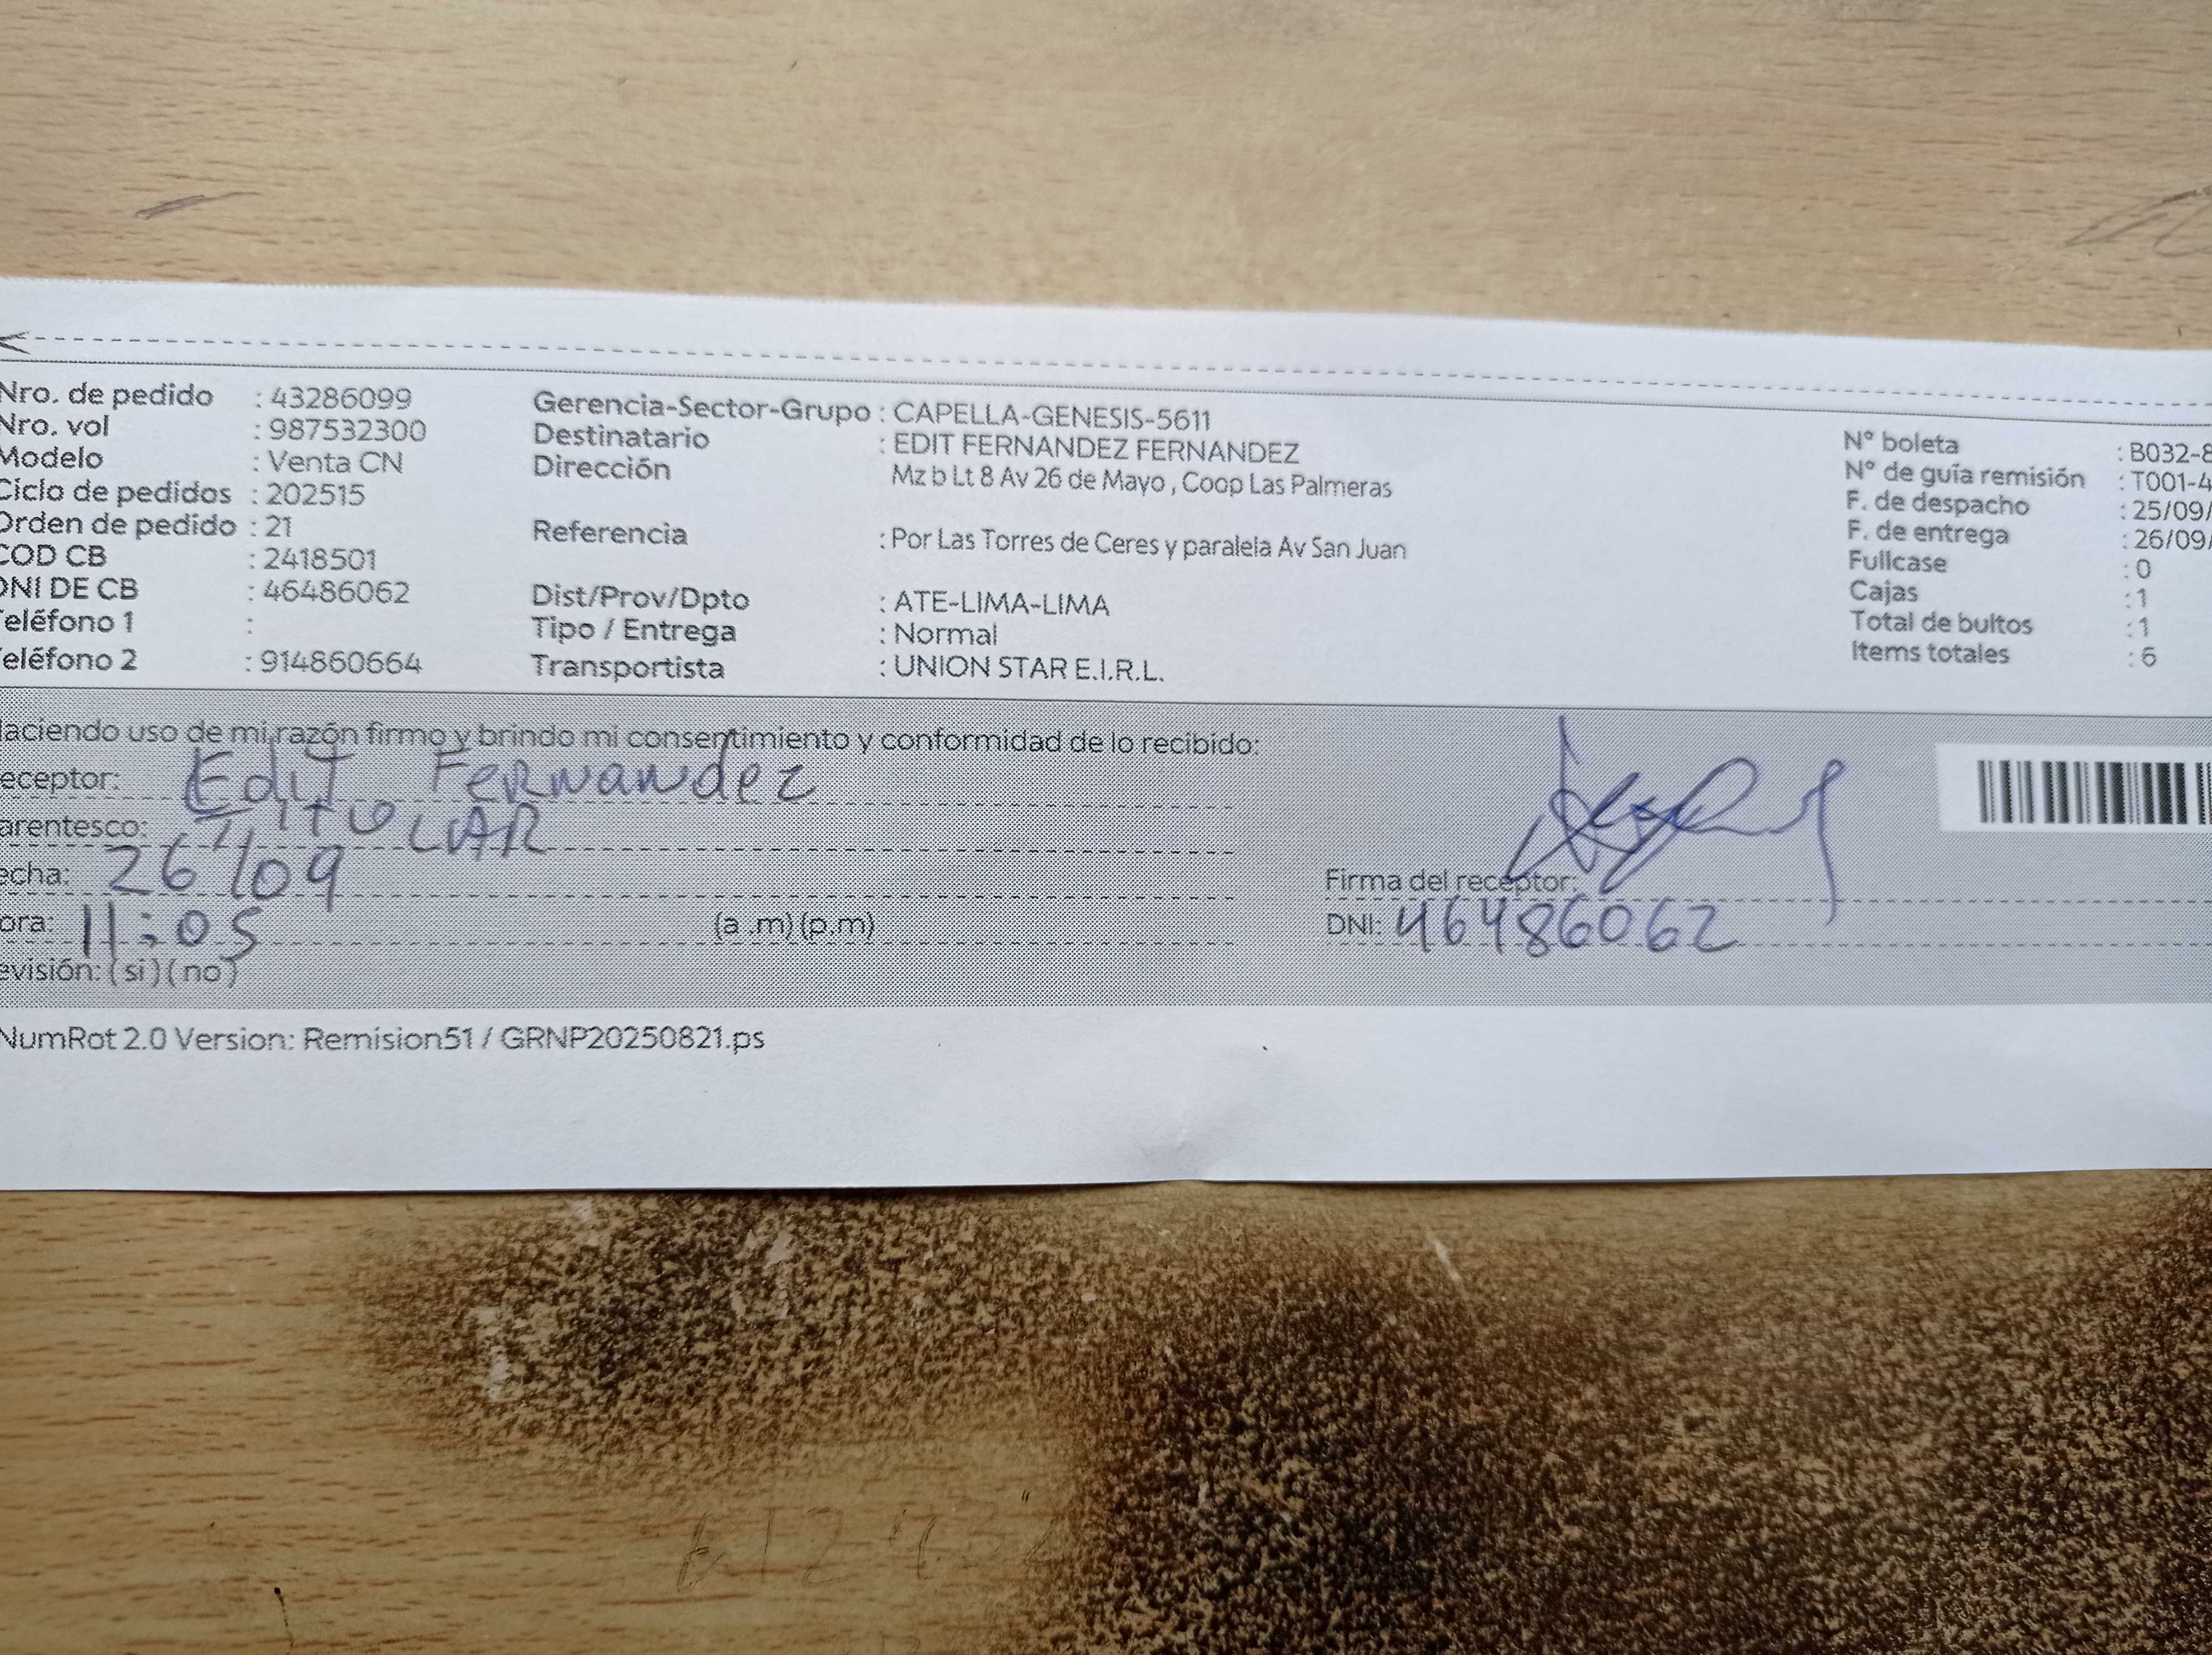 Nro. de pedido : 43286099
Nro. vol : 987532300
Modelo : Venta CN
Ciclo de pedidos : 202515
Orden de pedido : 21
COD CB : 2418501
DNI DE CB : 46486062
Teléfono 1 :
Teléfono 2 : 914860664
Gerencia-Sector-Grupo : CAPELLA-GENESIS-5611
Destinatario : EDIT FERNANDEZ FERNANDEZ
Dirección Mz b Lt 8 Av 26 de Mayo , Coop Las Palmeras
Referencia : Por Las Torres de Ceres y paralela Av San Juan
Dist/Prov/Dpto : ATE-LIMA-LIMA
Tipo / Entrega : Normal
Transportista : UNION STAR E.I.R.L.
N° boleta : B032-8
N° de guía remisión : T001-4
F. de despacho : 25/09/
F. de entrega : 26/09/
Fullcase : 0
Cajas : 1
Total de bultos : 1
Items totales : 6
Haciendo uso de mi razón firmo y brindo mi consentimiento y conformidad de lo recibido:
eceptor: Edit Fernandez
arentesco: TITULAR
echa: 26/09
ora: 11:05 (a .m) (p.m)
evisión: (si) (no)
Firma del receptor:
DNI: 46486062
NumRot 2.0 Version: Remision51 / GRNP20250821.ps